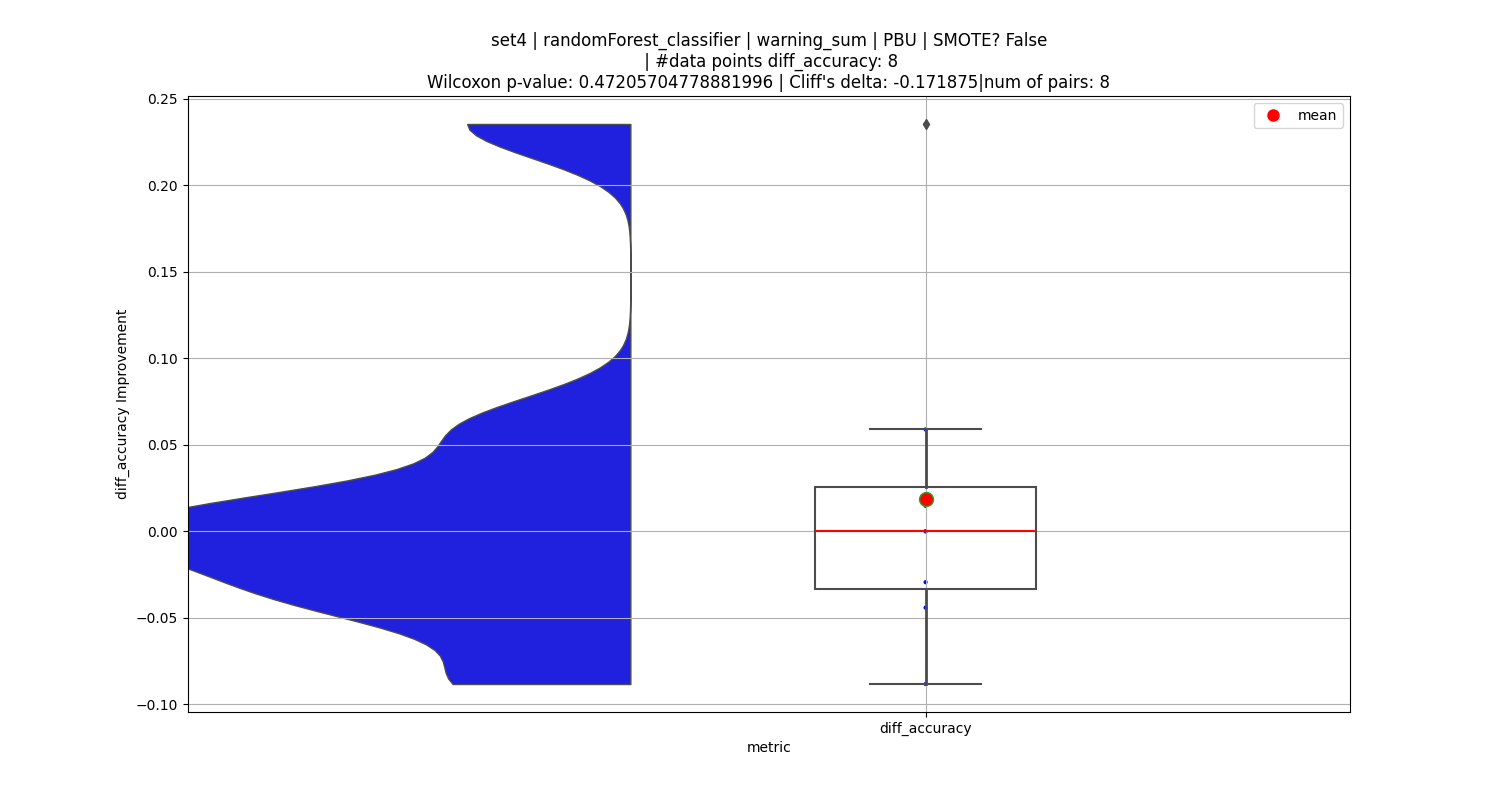 set4 | randomForest_classifier | warning_sum | PBU | SMOTE? False
| #data points diff_accuracy: 8
Wilcoxon p-value: 0.47205704778881996 | Cliff's delta: -0.171875|num of pairs: 8
mean
0.25
0.20
0.15
0.10
0.05
0.00
−0.05
−0.10
diff_accuracy Improvement
diff_accuracy
metric